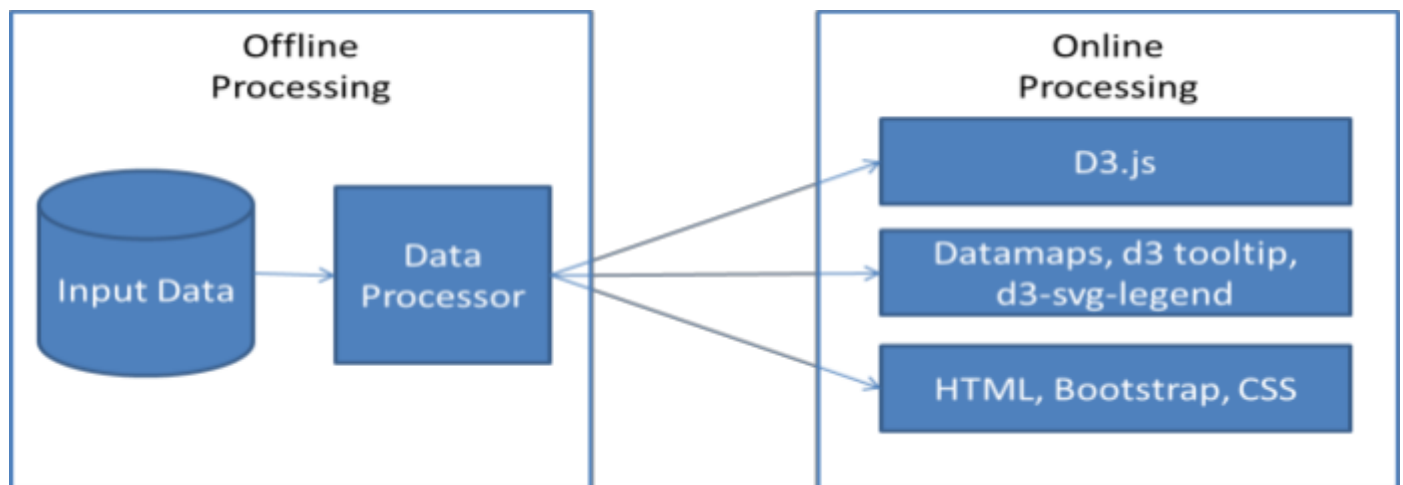 Offline
Processing
Input Data
Data
Processor
Online
Processing
D3.js
Datamaps, d3 tooltip,
d3-svg-legend
HTML, Bootstrap, CSS